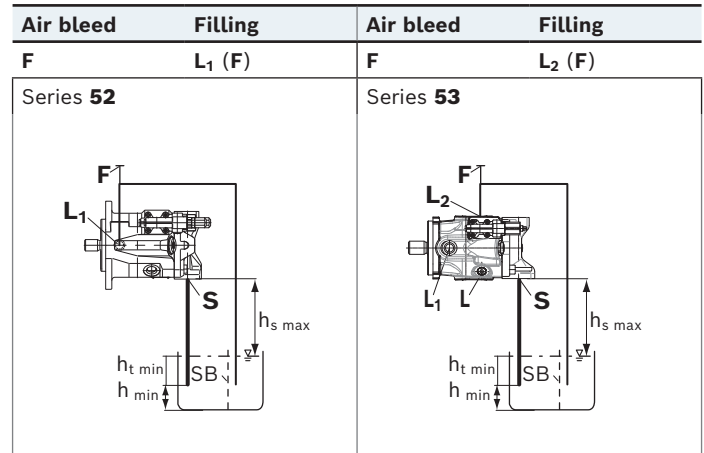 Air bleed Filling Air bleed Filling
F L₁ (F) F L₂ (F)
Series 52 Series 53
F F
L₂
L₁
L₁ L S
S
hs max hs max
ht min ht min
SB SB
h min h min